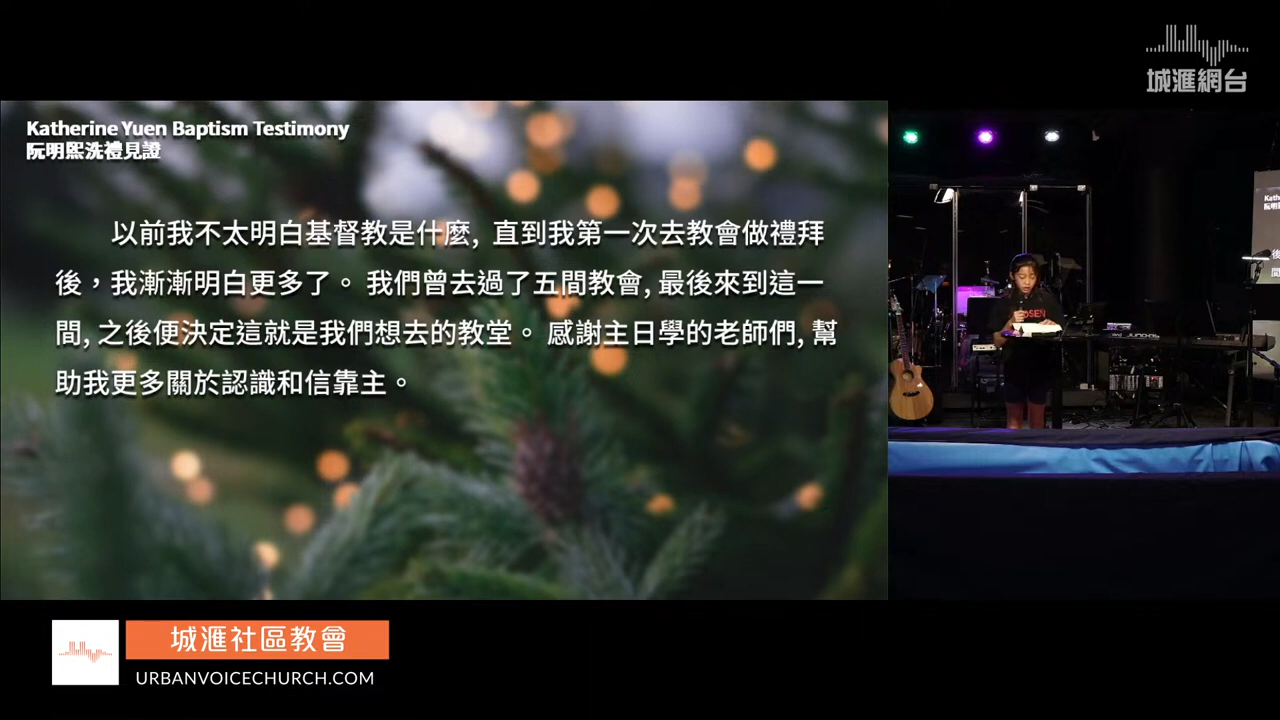 城滙網台
Katherine Yuen Baptism Testimony
阮明熙洗禮見證
以前我不太明白基督教是什麼, 直到我第一次去教會做禮拜
後，我漸漸明白更多了。 我們曾去過了五間教會, 最後來到這一
間, 之後便決定這就是我們想去的教堂。 感謝主日學的老師們, 幫
助我更多關於認識和信靠主。
城滙社區教會
URBANVOICECHURCH.COM